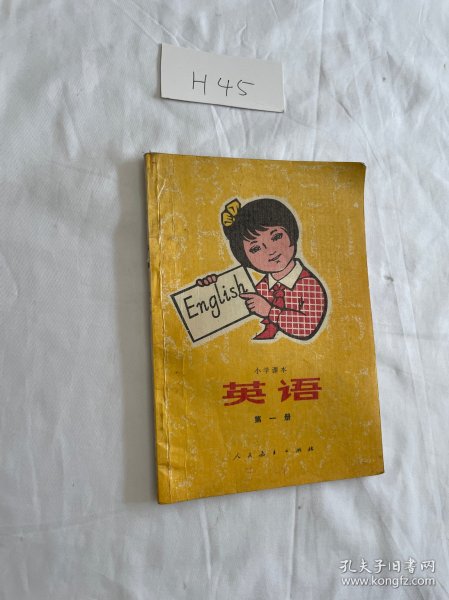 H45
English
小学课本
英语
第一册
人民教育出版社
孔夫子旧书网
www.kongfz.com